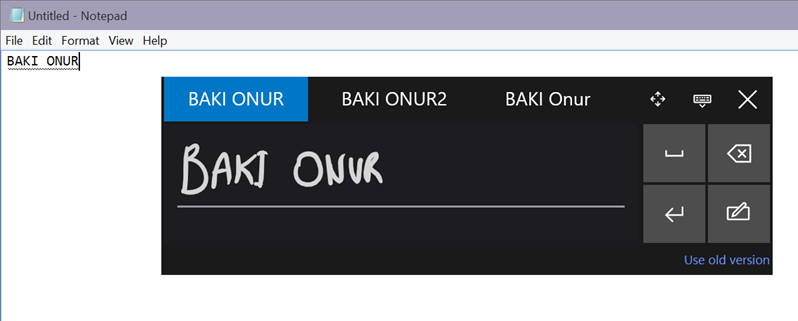 Untitled - Notepad
File Edit Format View Help
BAKI ONUR
BAKI ONUR BAKI ONUR2 BAKI Onur
BAKI ONUR
Use old version